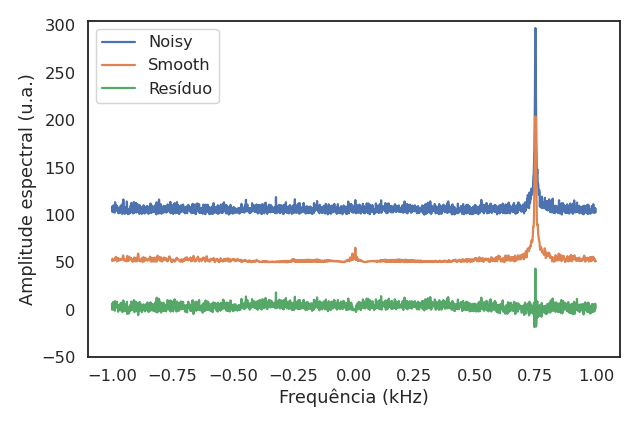 300
250
200
150
100
50
0
−50
Amplitude espectral (u.a.)
Noisy
Smooth
Resíduo
−1.00 −0.75 −0.50 −0.25 0.00 0.25 0.50 0.75 1.00
Frequência (kHz)